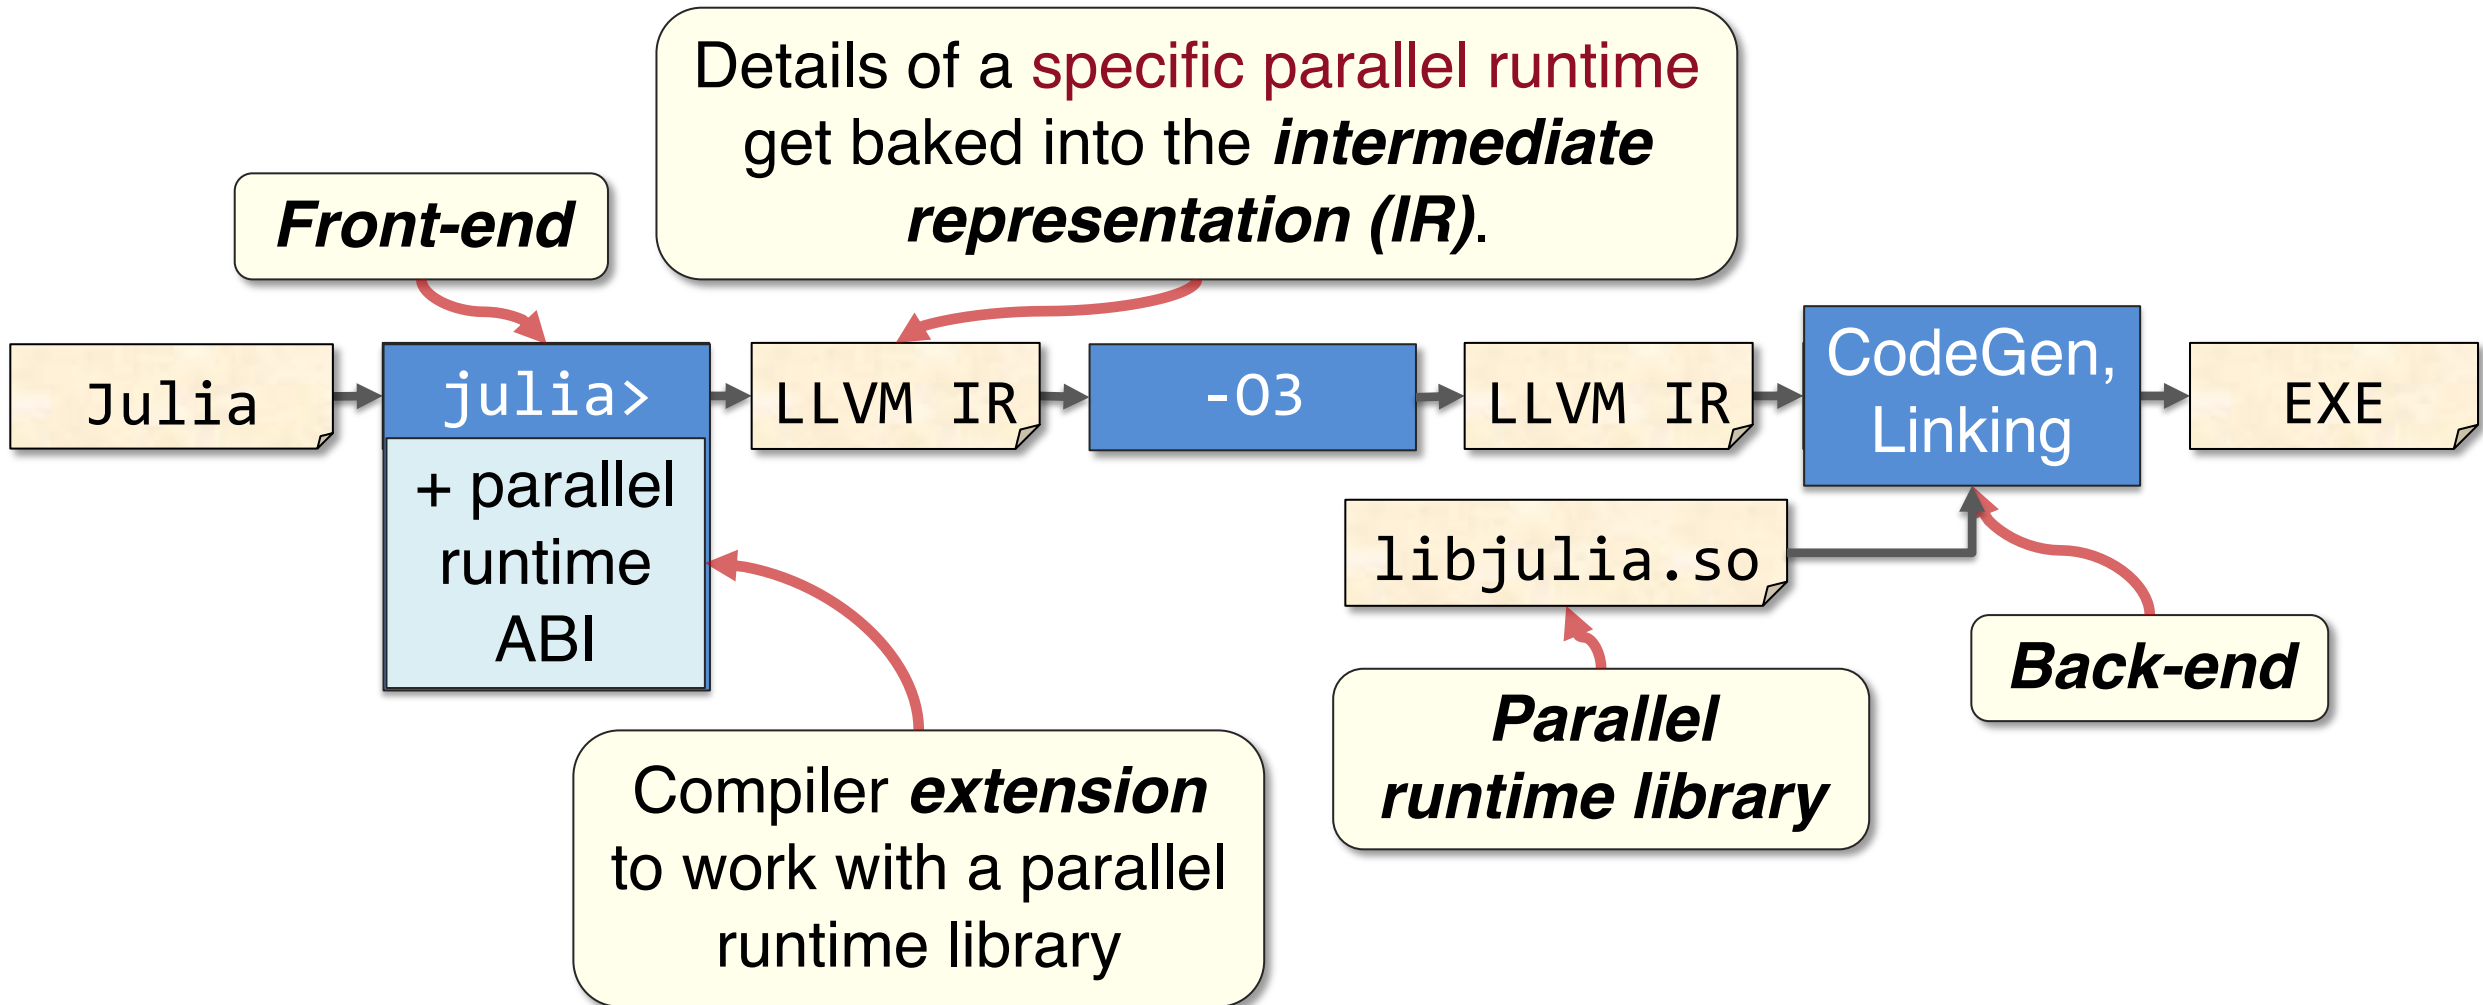 Details of a specific parallel runtime
get baked into the intermediate
representation (IR).
Front-end
Julia
julia>
+ parallel
runtime
ABI
LLVM IR
-O3
LLVM IR
CodeGen,
Linking
EXE
libjulia.so
Parallel
runtime library
Back-end
Compiler extension
to work with a parallel
runtime library